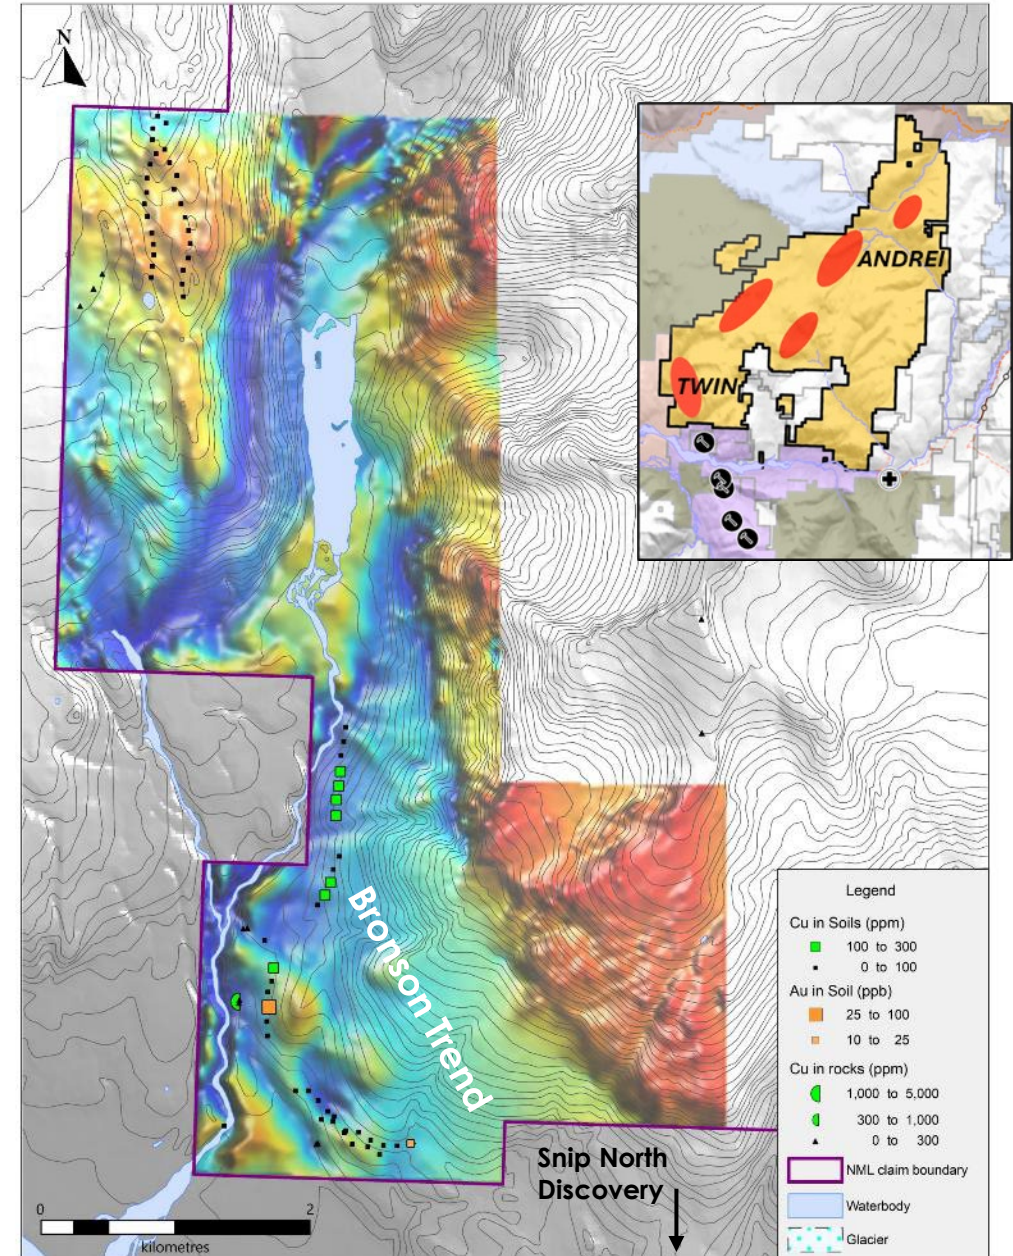 N
ANDREI
TWIN
Bronson Trend
Snip North
Discovery
0
2
kilometres
Legend
Cu in Soils (ppm)
100 to 300
0 to 100
Au in Soil (ppb)
25 to 100
10 to 25
Cu in rocks (ppm)
1,000 to 5,000
300 to 1,000
0 to 300
NML claim boundary
Waterbody
Glacier